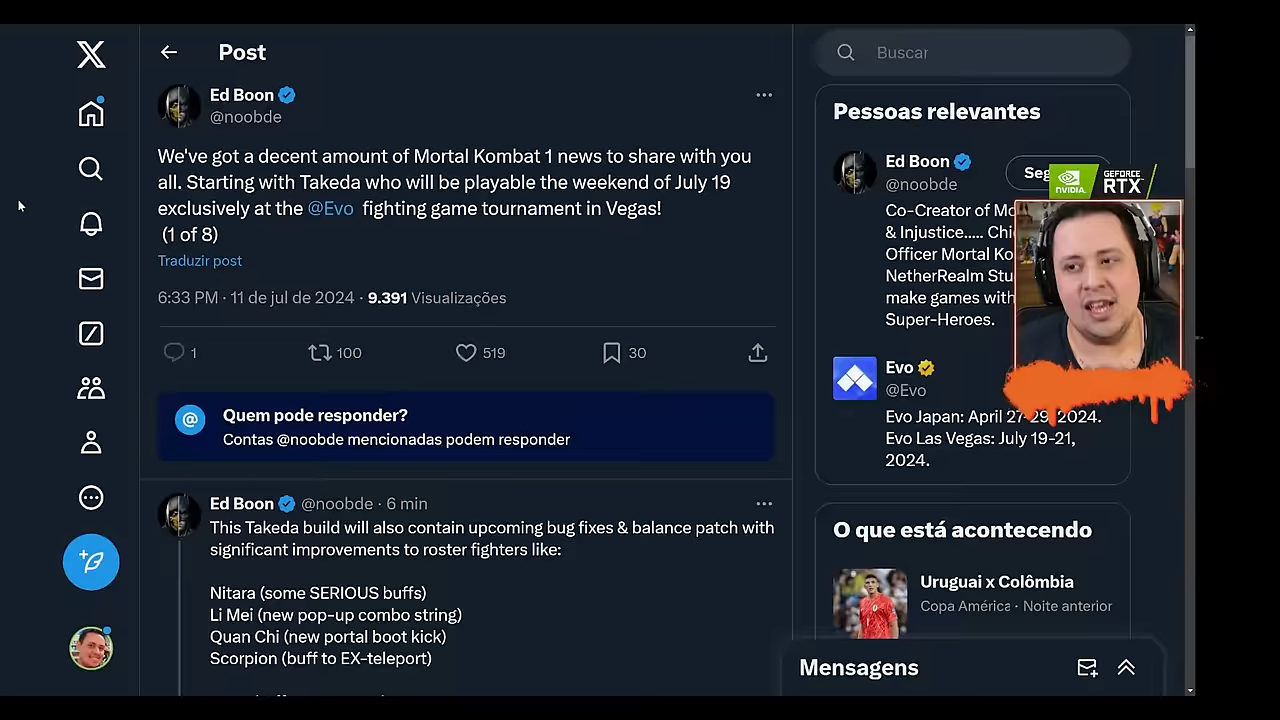 Post
Buscar
Ed Boon
@noobde
We've got a decent amount of Mortal Kombat 1 news to share with you
all. Starting with Takeda who will be playable the weekend of July 19
exclusively at the @Evo fighting game tournament in Vegas!
(1 of 8)
Traduzir post
6:33 PM · 11 de jul de 2024 · 9.391 Visualizações
1 100 519 30
Quem pode responder?
Contas @noobde mencionadas podem responder
Ed Boon @noobde · 6 min
This Takeda build will also contain upcoming bug fixes & balance patch with
significant improvements to roster fighters like:
Nitara (some SERIOUS buffs)
Li Mei (new pop-up combo string)
Quan Chi (new portal boot kick)
Scorpion (buff to EX-teleport)
Pessoas relevantes
Ed Boon
@noobde
NVIDIA.
GEFORCE
RTX
Co-Creator of
& Injustice.....
Officer Mortal
NetherRealm
make games with
Super-Heroes.
Evo
@Evo
Evo Japan: April 27-29, 2024.
Evo Las Vegas: July 19-21,
2024.
O que está acontecendo
Uruguai x Colômbia
Copa América · Noite anterior
Mensagens